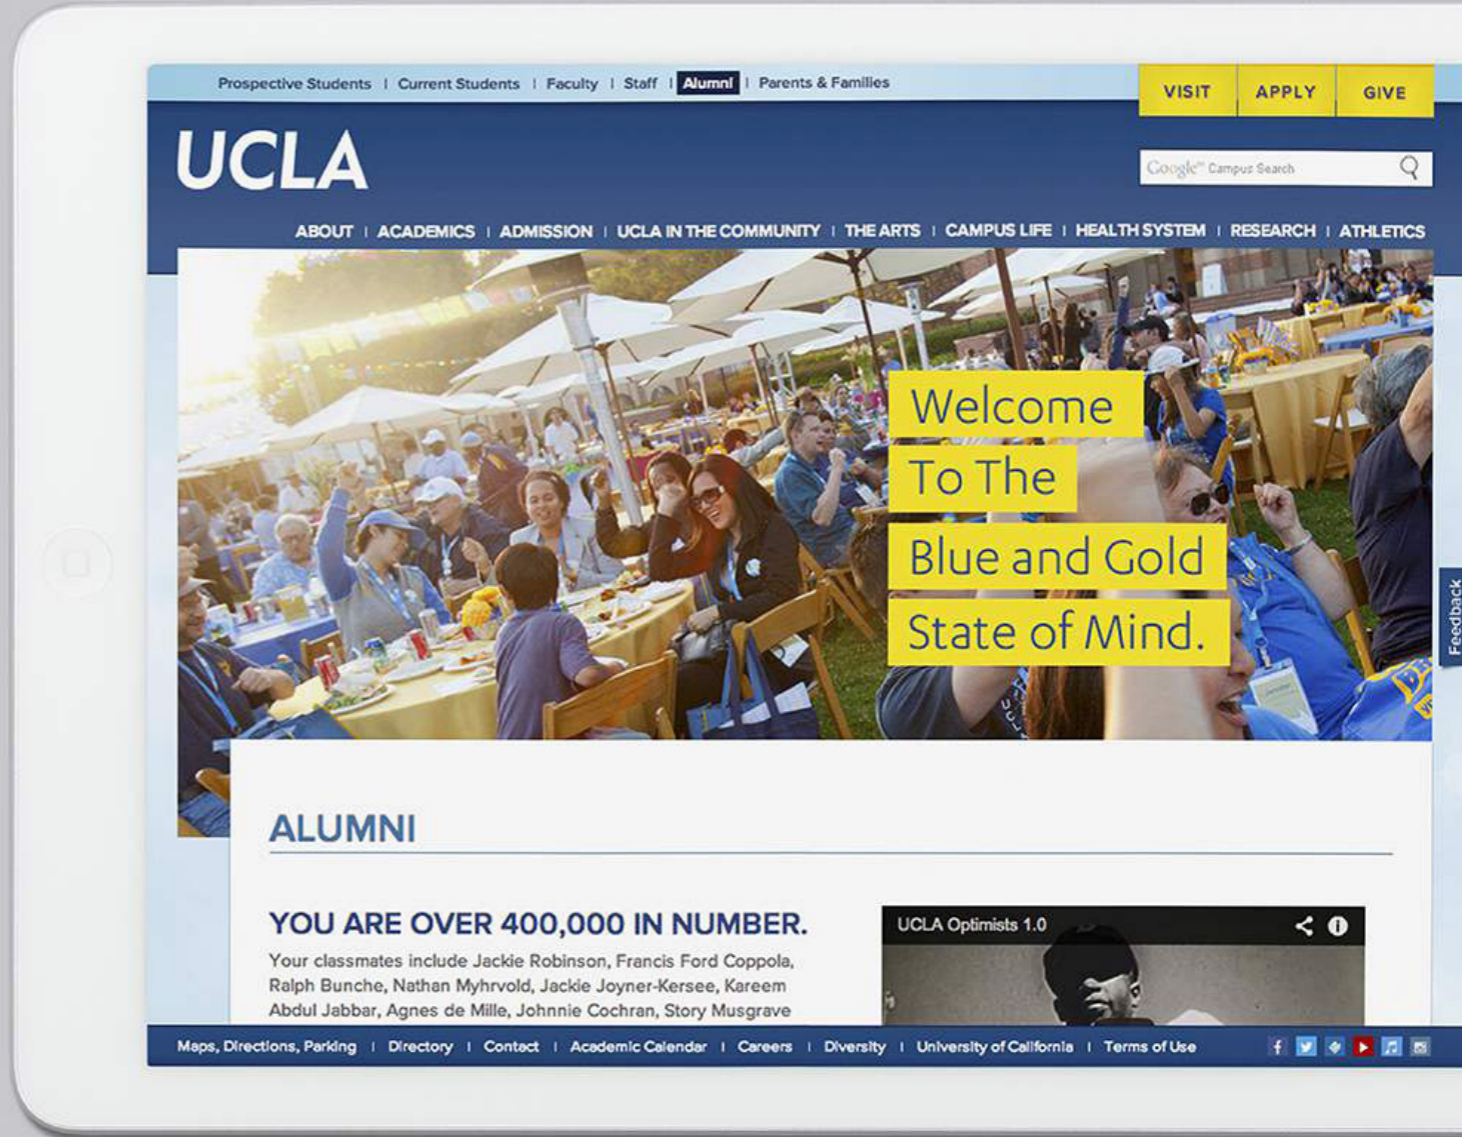 Prospective Students | Current Students | Faculty | Staff | Alumni | Parents & Families
VISIT APPLY GIVE
UCLA
Google™ Campus Search
ABOUT | ACADEMICS | ADMISSION | UCLA IN THE COMMUNITY | THE ARTS | CAMPUS LIFE | HEALTH SYSTEM | RESEARCH | ATHLETICS
Welcome
To The
Blue and Gold
State of Mind.
Feedback
ALUMNI
YOU ARE OVER 400,000 IN NUMBER.
Your classmates include Jackie Robinson, Francis Ford Coppola,
Ralph Bunche, Nathan Myhrvold, Jackie Joyner-Kersee, Kareem
Abdul Jabbar, Agnes de Mille, Johnnie Cochran, Story Musgrave
UCLA Optimists 1.0
Maps, Directions, Parking | Directory | Contact | Academic Calendar | Careers | Diversity | University of California | Terms of Use